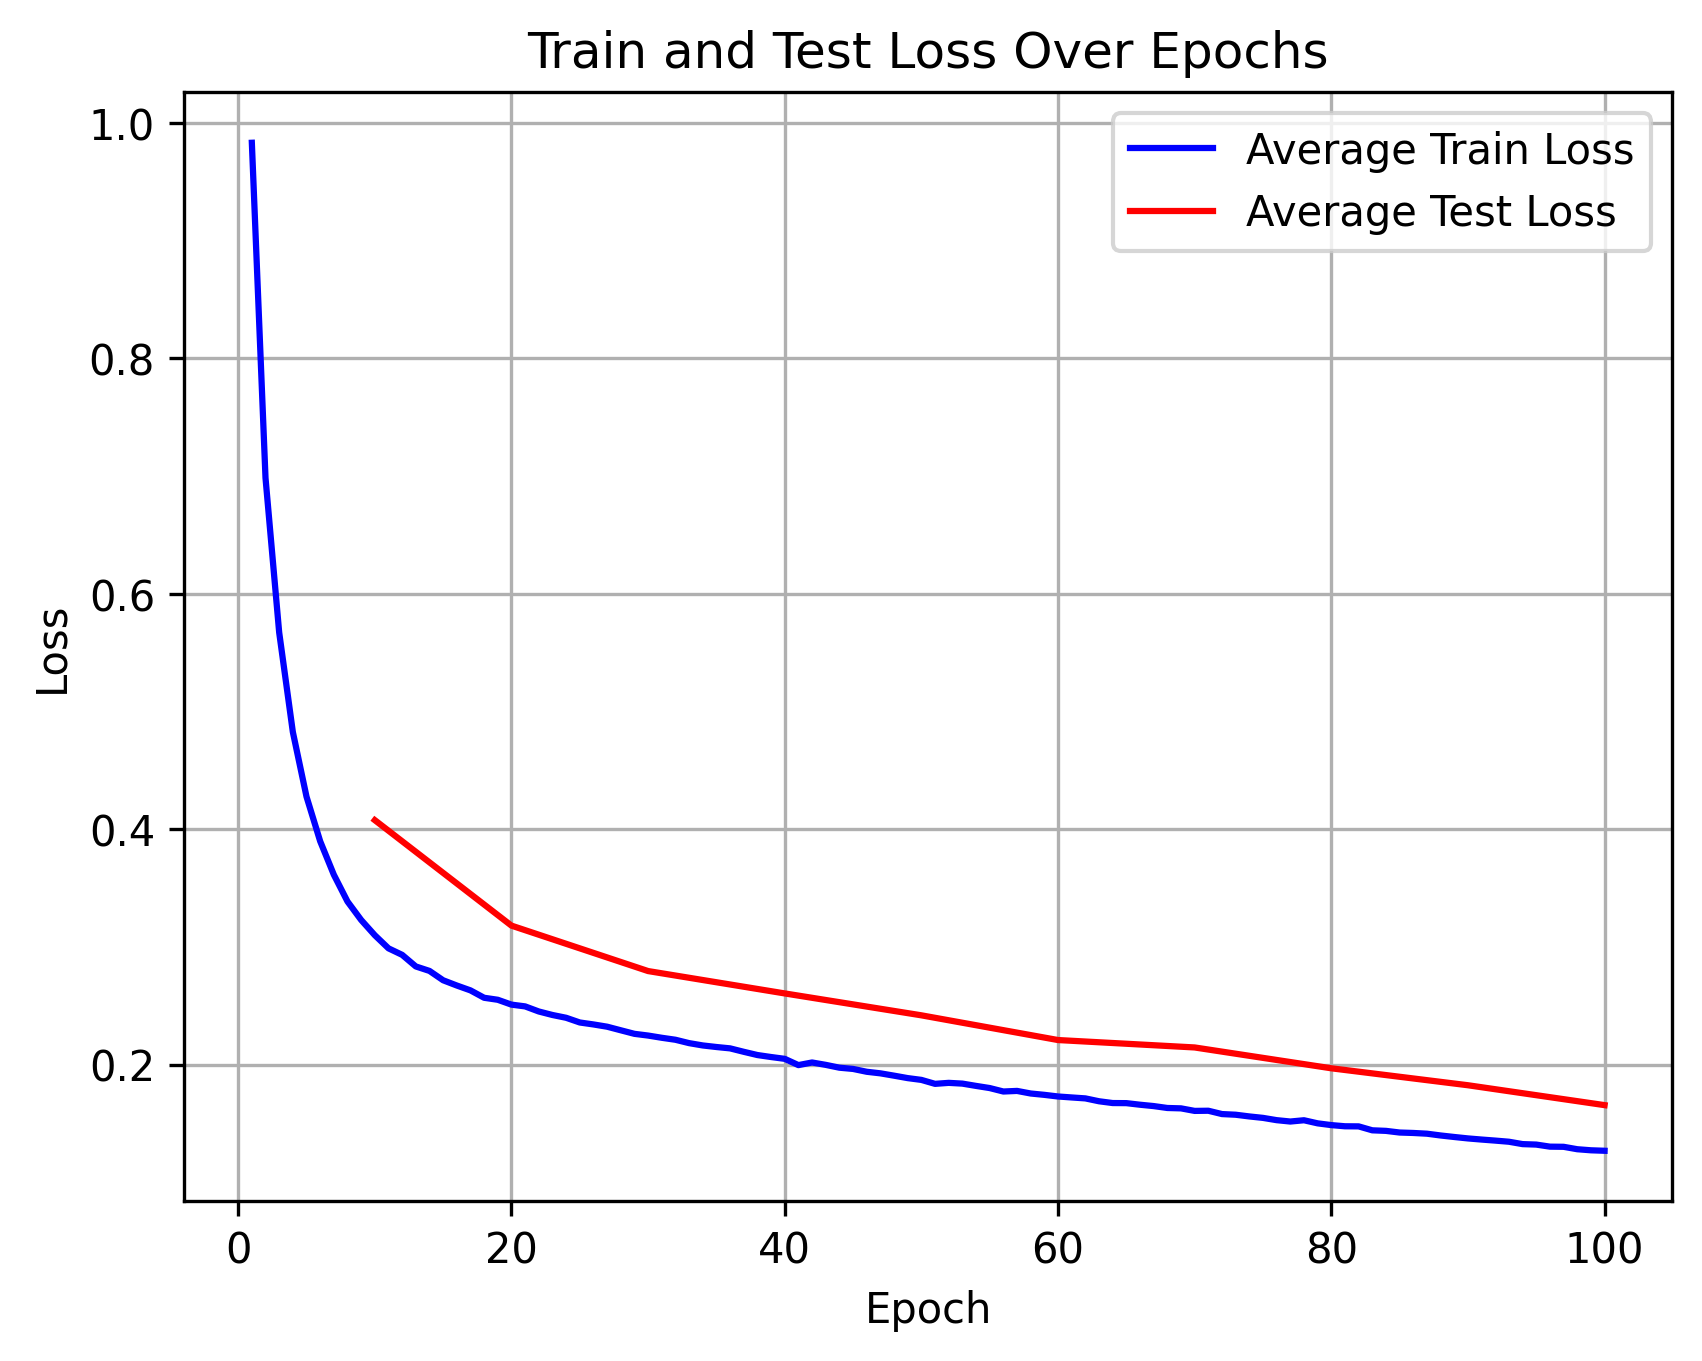 Train and Test Loss Over Epochs
1.0
0.8
0.6
0.4
0.2
Loss
Average Train Loss
Average Test Loss
0 20 40 60 80 100
Epoch